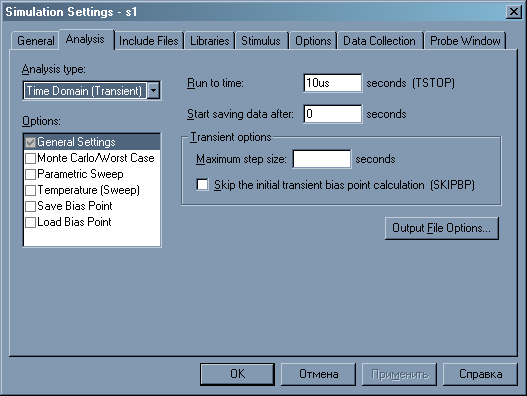 Simulation Settings - s1
General Analysis Include Files Libraries Stimulus Options Data Collection Probe Window
Analysis type:
Time Domain (Transient)
Options:
General Settings
Monte Carlo/Worst Case
Parametric Sweep
Temperature (Sweep)
Save Bias Point
Load Bias Point
Run to time: 10us seconds (TSTOP)
Start saving data after: 0 seconds
Transient options
Maximum step size: seconds
Skip the initial transient bias point calculation (SKIPBP)
Output File Options...
OK Отмена Применить Справка